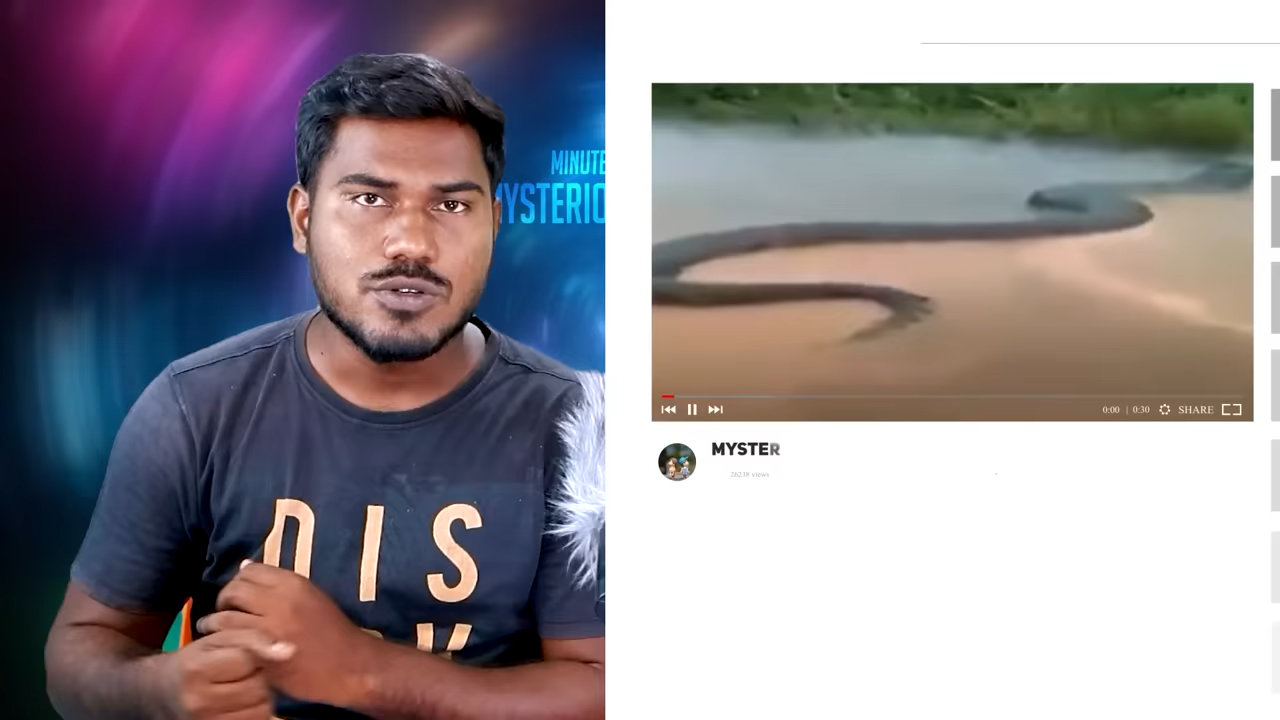 MINUTE
MYSTERIO
DIS
0:00 | 0:30 SHARE
MYSTER